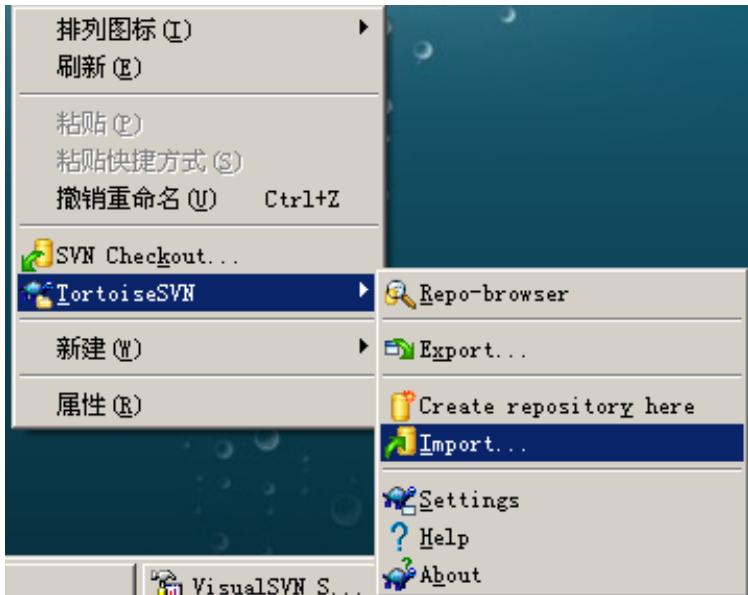 排列图标(I)
刷新(E)
粘贴(P)
粘贴快捷方式(S)
撤销重命名(U) Ctrl+Z
SVN Checkout...
TortoiseSVN
新建(W)
属性(R)
Repo-browser
Export...
Create repository here
Import...
Settings
Help
About
VisualSVN S...